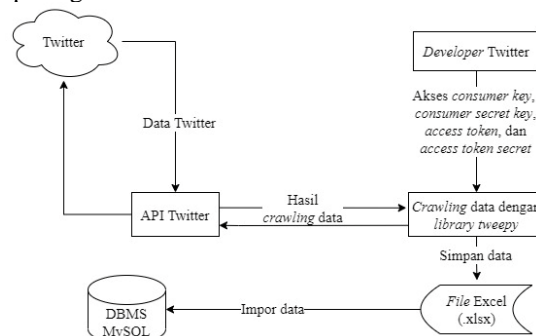 Twitter
Developer Twitter
Data Twitter
Akses consumer key,
consumer secret key,
access token, dan
access token secret
API Twitter
Hasil
crawling data
Crawling data dengan
library tweepy
Simpan data
DBMS
MySQL
Impor data
File Excel
(.xlsx)